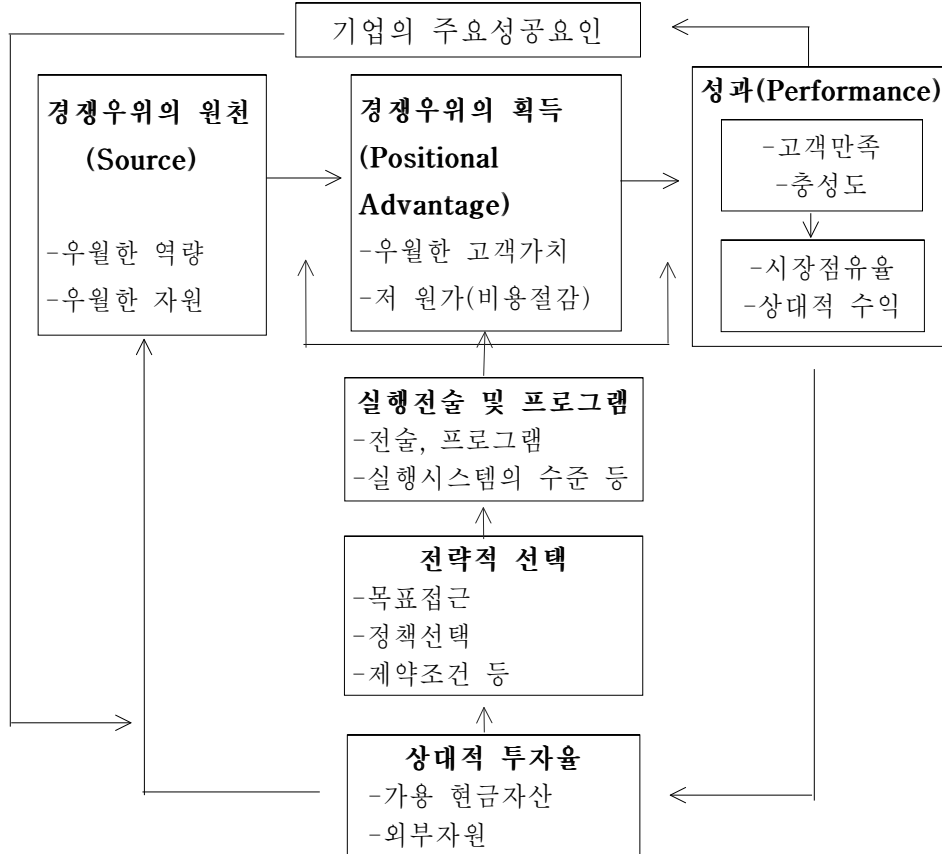 기업의 주요성공요인
경쟁우위의 원천
(Source)
-우월한 역량
-우월한 자원
경쟁우위의 획득
(Positional
Advantage)
-우월한 고객가치
-저 원가(비용절감)
성과(Performance)
-고객만족
-충성도
-시장점유율
-상대적 수익
실행전술 및 프로그램
-전술, 프로그램
-실행시스템의 수준 등
전략적 선택
-목표접근
-정책선택
-제약조건 등
상대적 투자율
-가용 현금자산
-외부자원